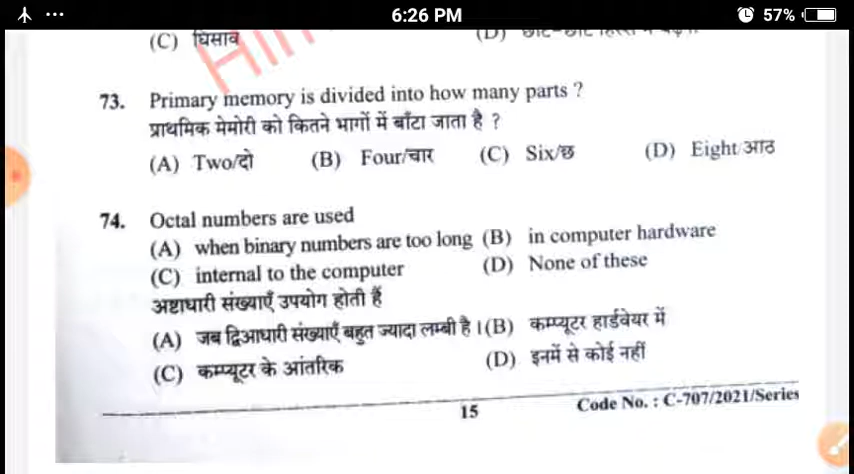 6:26 PM
57%
(C) घिसाव
(D)
73. Primary memory is divided into how many parts ?
प्राथमिक मेमोरी को कितने भागों में बाँटा जाता है ?
(A) Two/दो (B) Four/चार (C) Six/छ (D) Eight/आठ
74. Octal numbers are used
(A) when binary numbers are too long (B) in computer hardware
(C) internal to the computer (D) None of these
अष्टाधारी संख्याएँ उपयोग होती हैं
(A) जब द्विआधारी संख्याएँ बहुत ज्यादा लम्बी है । (B) कम्प्यूटर हार्डवेयर में
(C) कम्प्यूटर के आंतरिक (D) इनमें से कोई नहीं
15 Code No. : C-707/2021/Series